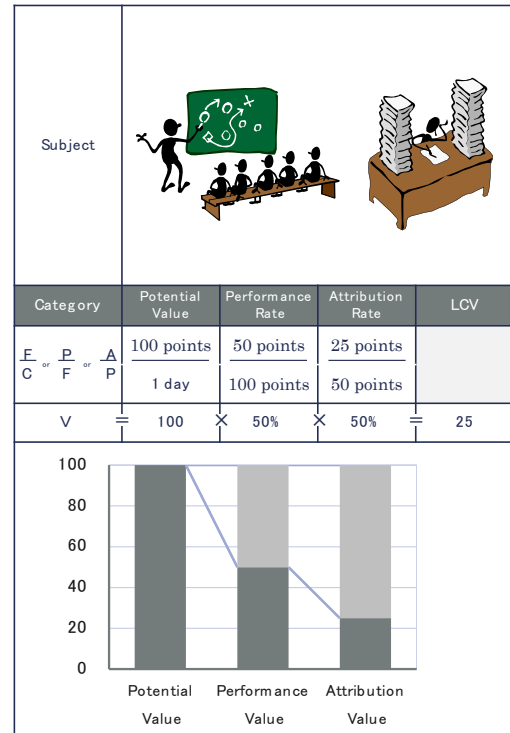 Subject
Category Potential Value Performance Rate Attribution Rate LCV
F/C or P/F or A/P 100 points/1 day 50 points/100 points 25 points/50 points
V = 100 × 50% × 50% = 25
100
80
60
40
20
0
Potential Performance Attribution
Value Value Value